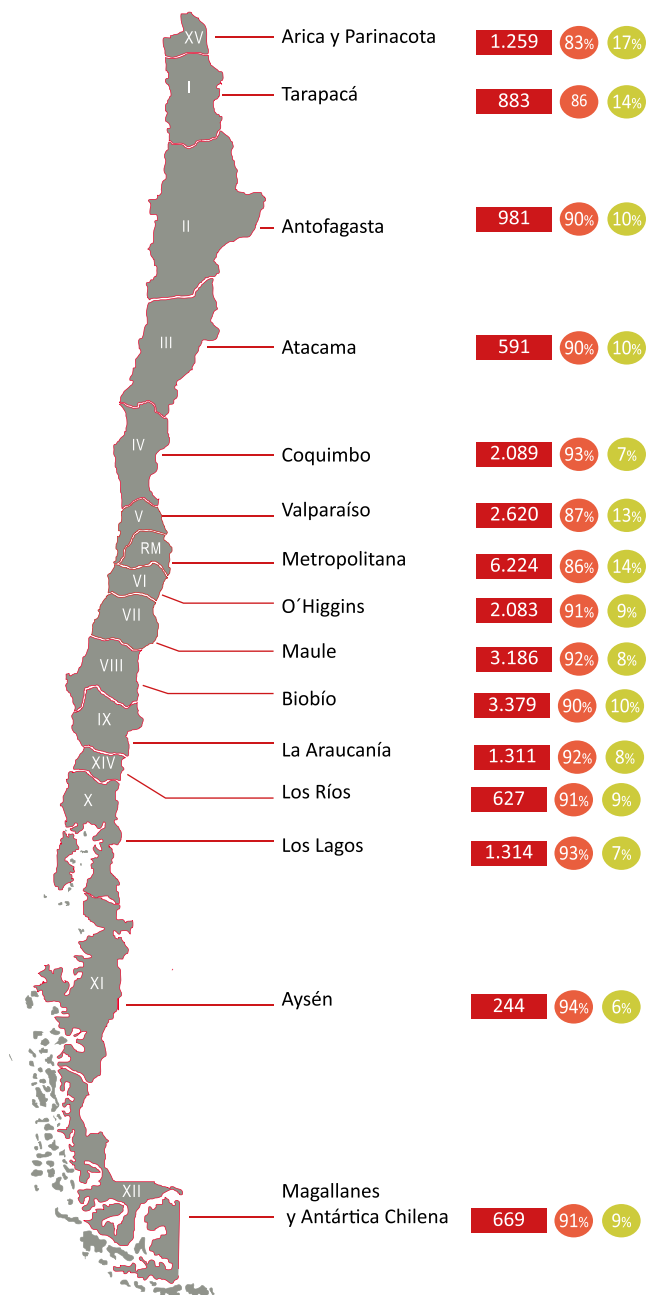 XV Arica y Parinacota 1.259 83% 17%
I Tarapacá 883 86 14%
II Antofagasta 981 90% 10%
III Atacama 591 90% 10%
IV Coquimbo 2.089 93% 7%
V Valparaíso 2.620 87% 13%
RM Metropolitana 6.224 86% 14%
VI O´Higgins 2.083 91% 9%
VII Maule 3.186 92% 8%
VIII Biobío 3.379 90% 10%
IX La Araucanía 1.311 92% 8%
XIV Los Ríos 627 91% 9%
X Los Lagos 1.314 93% 7%
XI Aysén 244 94% 6%
XII Magallanes
y Antártica Chilena 669 91% 9%